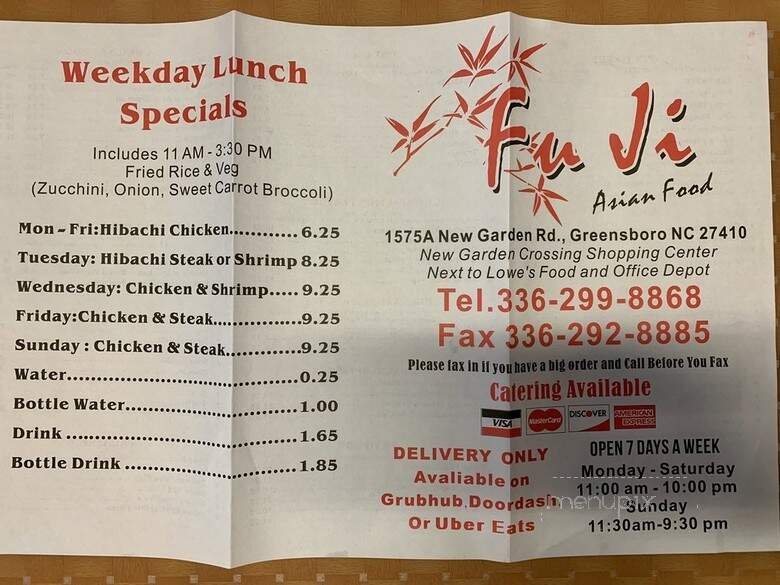 Weekday Lunch
Specials
Includes 11 AM - 3:30 PM
Fried Rice & Veg
(Zucchini, Onion, Sweet Carrot Broccoli)
Mon - Fri:Hibachi Chicken............ 6.25
Tuesday: Hibachi Steak or Shrimp 8.25
Wednesday: Chicken & Shrimp..... 9.25
Friday:Chicken & Steak............... 9.25
Sunday : Chicken & Steak............ 9.25
Water........................................0.25
Bottle Water.............................. 1.00
Drink ........................................ 1.65
Bottle Drink .............................. 1.85
Fu Ji
Asian Food
1575A New Garden Rd., Greensboro NC 27410
New Garden Crossing Shopping Center
Next to Lowe's Food and Office Depot
Tel.336-299-8868
Fax 336-292-8885
Please fax in if you have a big order and Call Before You Fax
Catering Available
VISA MasterCard DISCOVER AMERICAN EXPRESS
DELIVERY ONLY
Avaliable on
Grubhub,Doordash
Or Uber Eats
OPEN 7 DAYS A WEEK
Monday - Saturday
11:00 am - 10:00 pm
Sunday
11:30am-9:30 pm
menupix